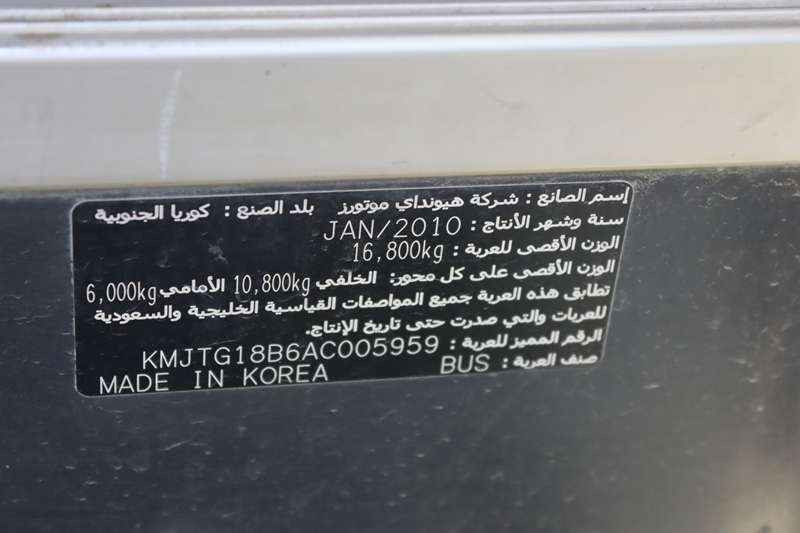 إسم الصانع : شركة هيونداي موتورز بلد الصنع : كوريا الجنوبية
سنة وشهر الأنتاج : JAN/2010
الوزن الأقصى للعربة : 16,800kg
الوزن الأقصى على كل محور: الخلفي 10,800kg الأمامي 6,000kg
تطابق هذه العربة جميع المواصفات القياسية الخليجية والسعودية
للعربات والتي صدرت حتى تاريخ الإنتاج.
الرقم المميز للعربة : KMJTG18B6AC005959
صنف العربة : BUS
MADE IN KOREA